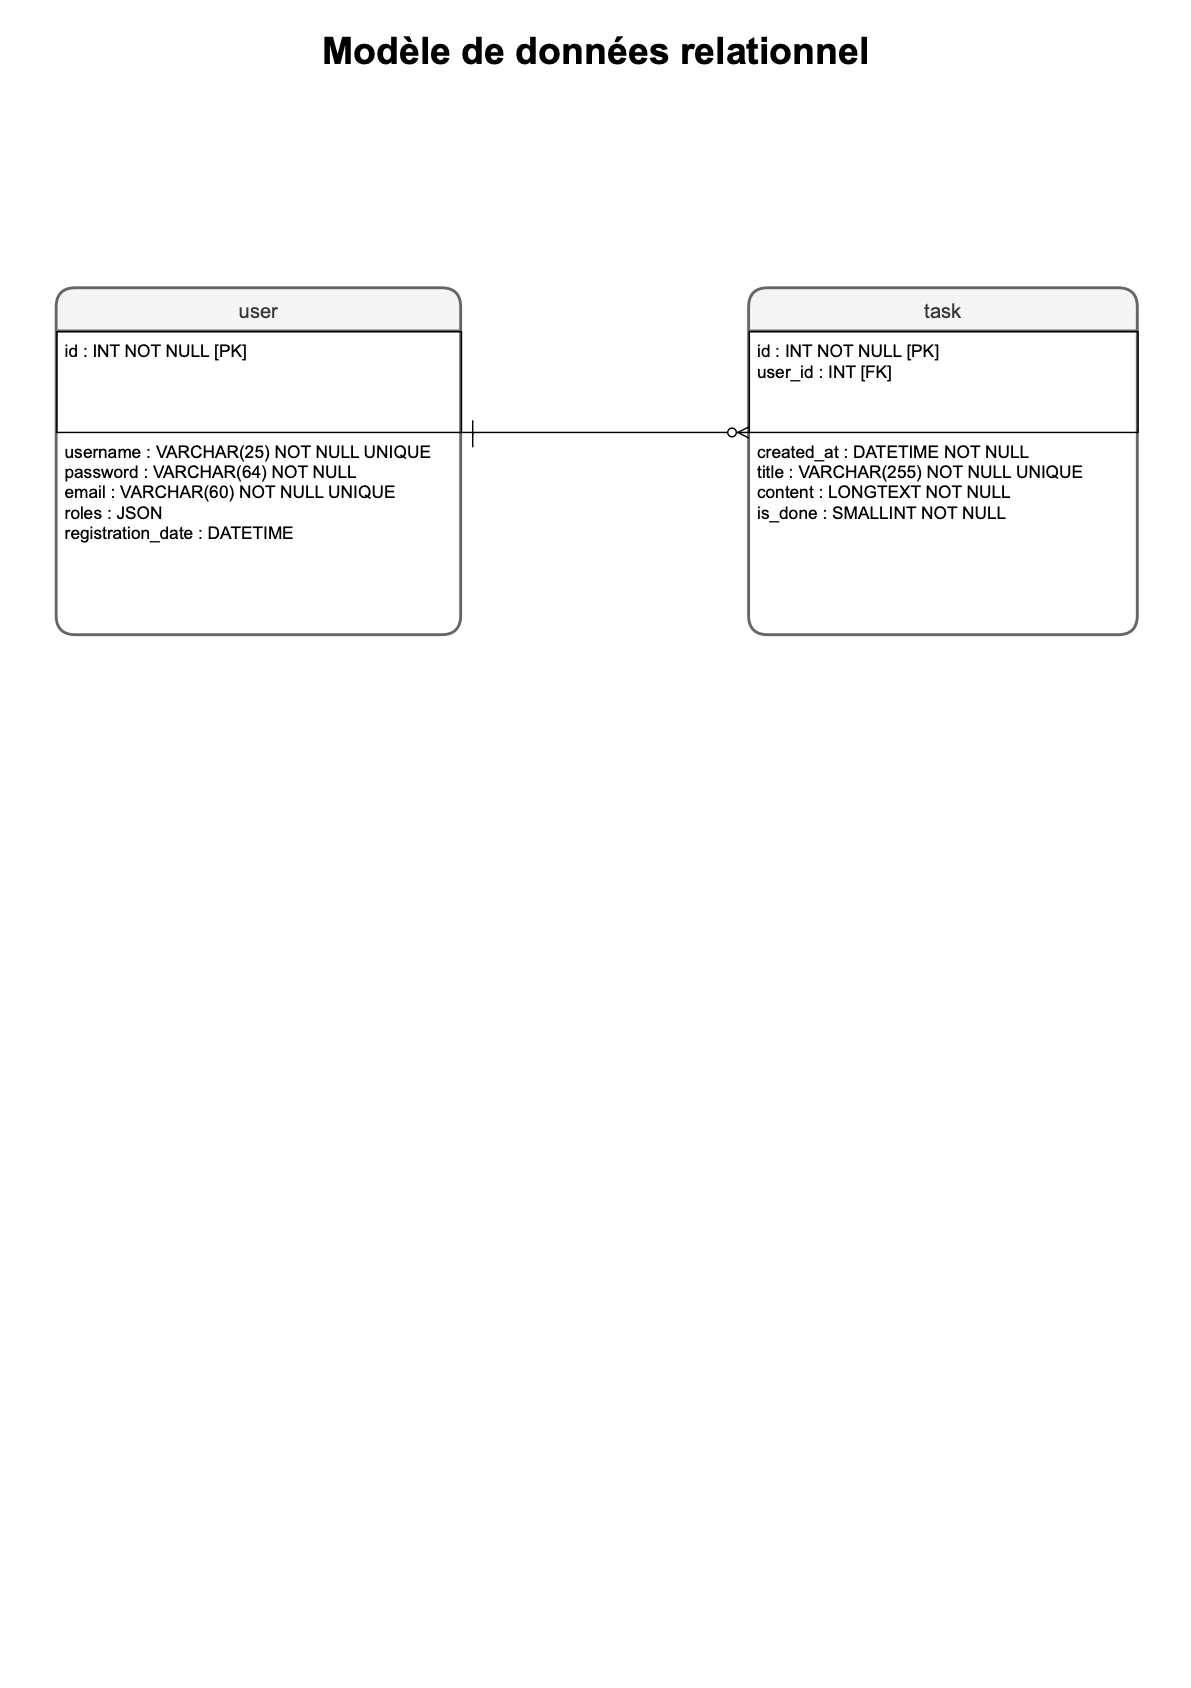 Modèle de données relationnel
user
id : INT NOT NULL [PK]
username : VARCHAR(25) NOT NULL UNIQUE
password : VARCHAR(64) NOT NULL
email : VARCHAR(60) NOT NULL UNIQUE
roles : JSON
registration_date : DATETIME
task
id : INT NOT NULL [PK]
user_id : INT [FK]
created_at : DATETIME NOT NULL
title : VARCHAR(255) NOT NULL UNIQUE
content : LONGTEXT NOT NULL
is_done : SMALLINT NOT NULL